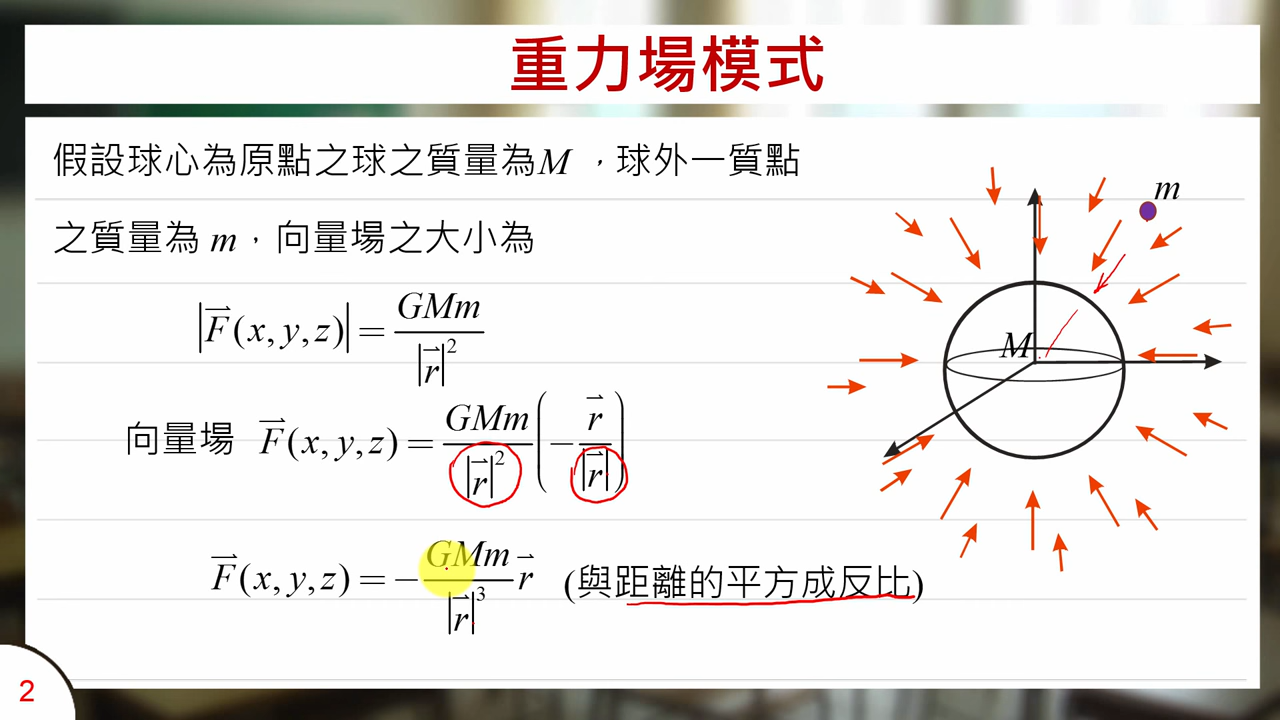 重力場模式
假設球心為原點之球之質量為M ，球外一質點
之質量為 m，向量場之大小為
|F⃗(x, y, z)| = GMm / |r⃗|²
向量場 F⃗(x, y, z) = GMm / |r⃗|² (− r⃗ / |r⃗|)
F⃗(x, y, z) = − GMm / |r⃗|³ r⃗ (與距離的平方成反比)
m
M
2